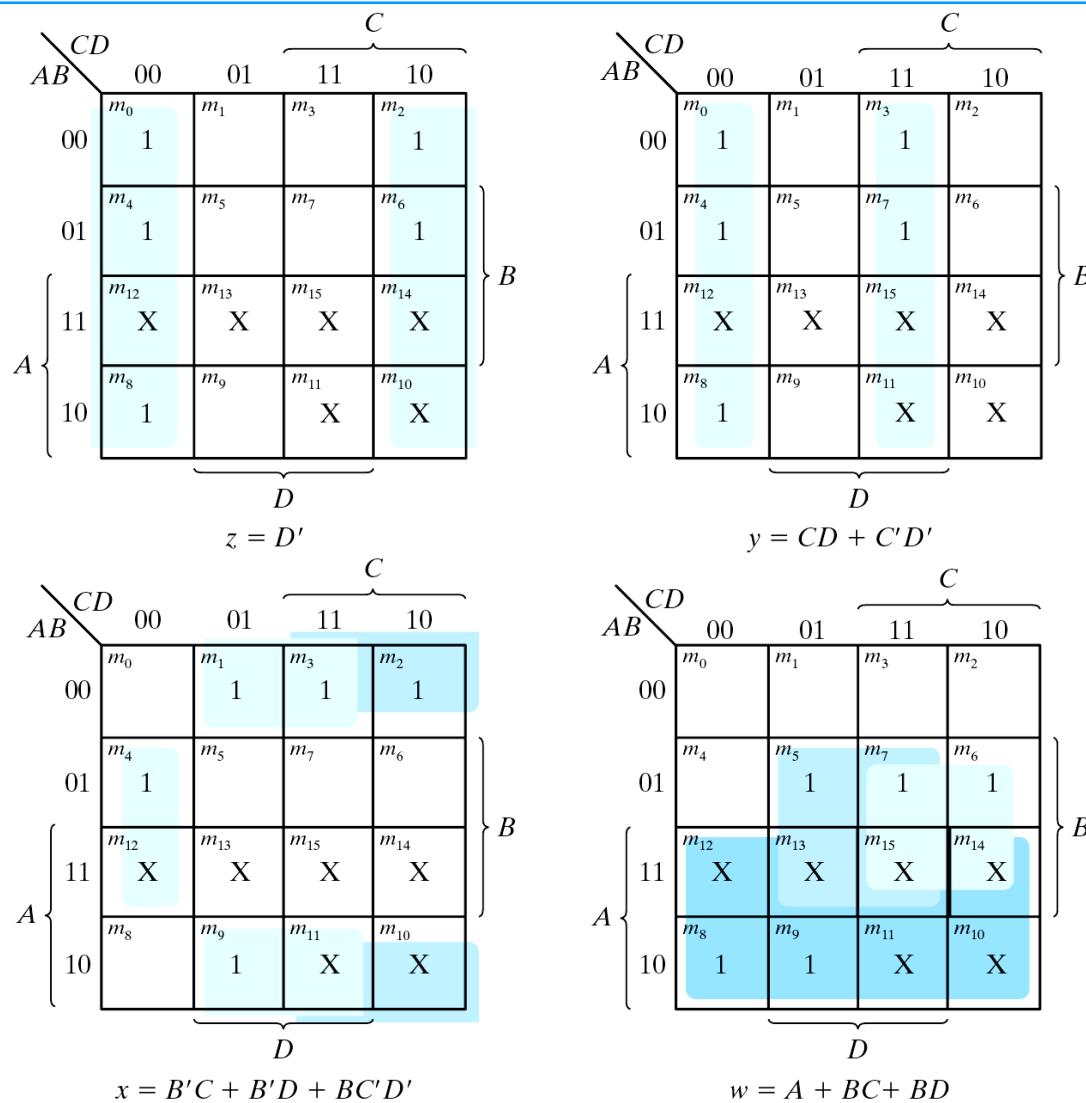 C C
CD CD
AB 00 01 11 10 AB 00 01 11 10
m0 m1 m3 m2 m0 m1 m3 m2
00 1 1 00 1 1
m4 m5 m7 m6 m4 m5 m7 m6
01 1 1 01 1 1
B B
m12 m13 m15 m14 m12 m13 m15 m14
11 X X X X 11 X X X X
A A
m8 m9 m11 m10 m8 m9 m11 m10
10 1 X X 10 1 X X
D D
z = D′ y = CD + C′D′
C C
CD CD
AB 00 01 11 10 AB 00 01 11 10
m0 m1 m3 m2 m0 m1 m3 m2
00 1 1 1 00
m4 m5 m7 m6 m4 m5 m7 m6
01 1 01 1 1 1
B B
m12 m13 m15 m14 m12 m13 m15 m14
11 X X X X 11 X X X X
A A
m8 m9 m11 m10 m8 m9 m11 m10
10 1 X X 10 1 1 X X
D D
x = B′C + B′D + BC′D′ w = A + BC+ BD